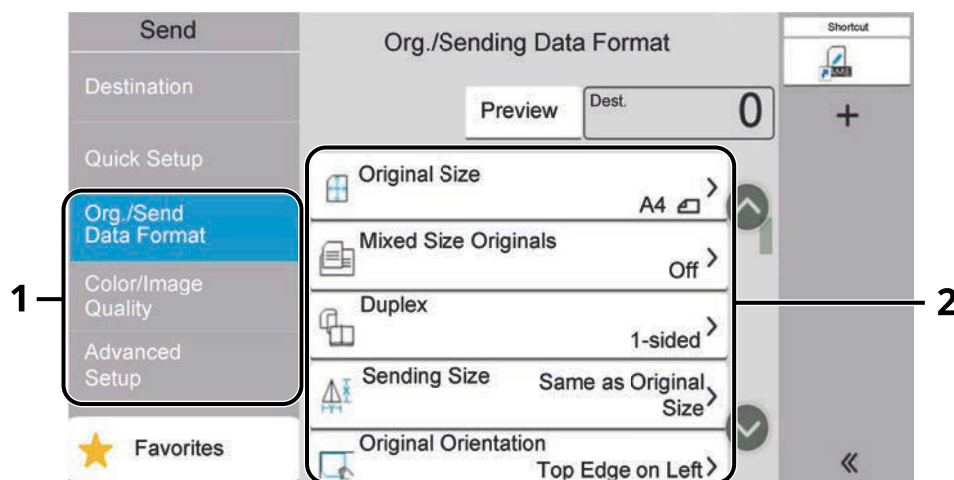 Send
Destination
Quick Setup
Org./Send
Data Format
Color/Image
Quality
Advanced
Setup
Favorites
Org./Sending Data Format
Preview
Dest.
0
Original Size
A4
Mixed Size Originals
Off
Duplex
1-sided
Sending Size
Same as Original
Size
Original Orientation
Top Edge on Left
Shortcut
+
1
2